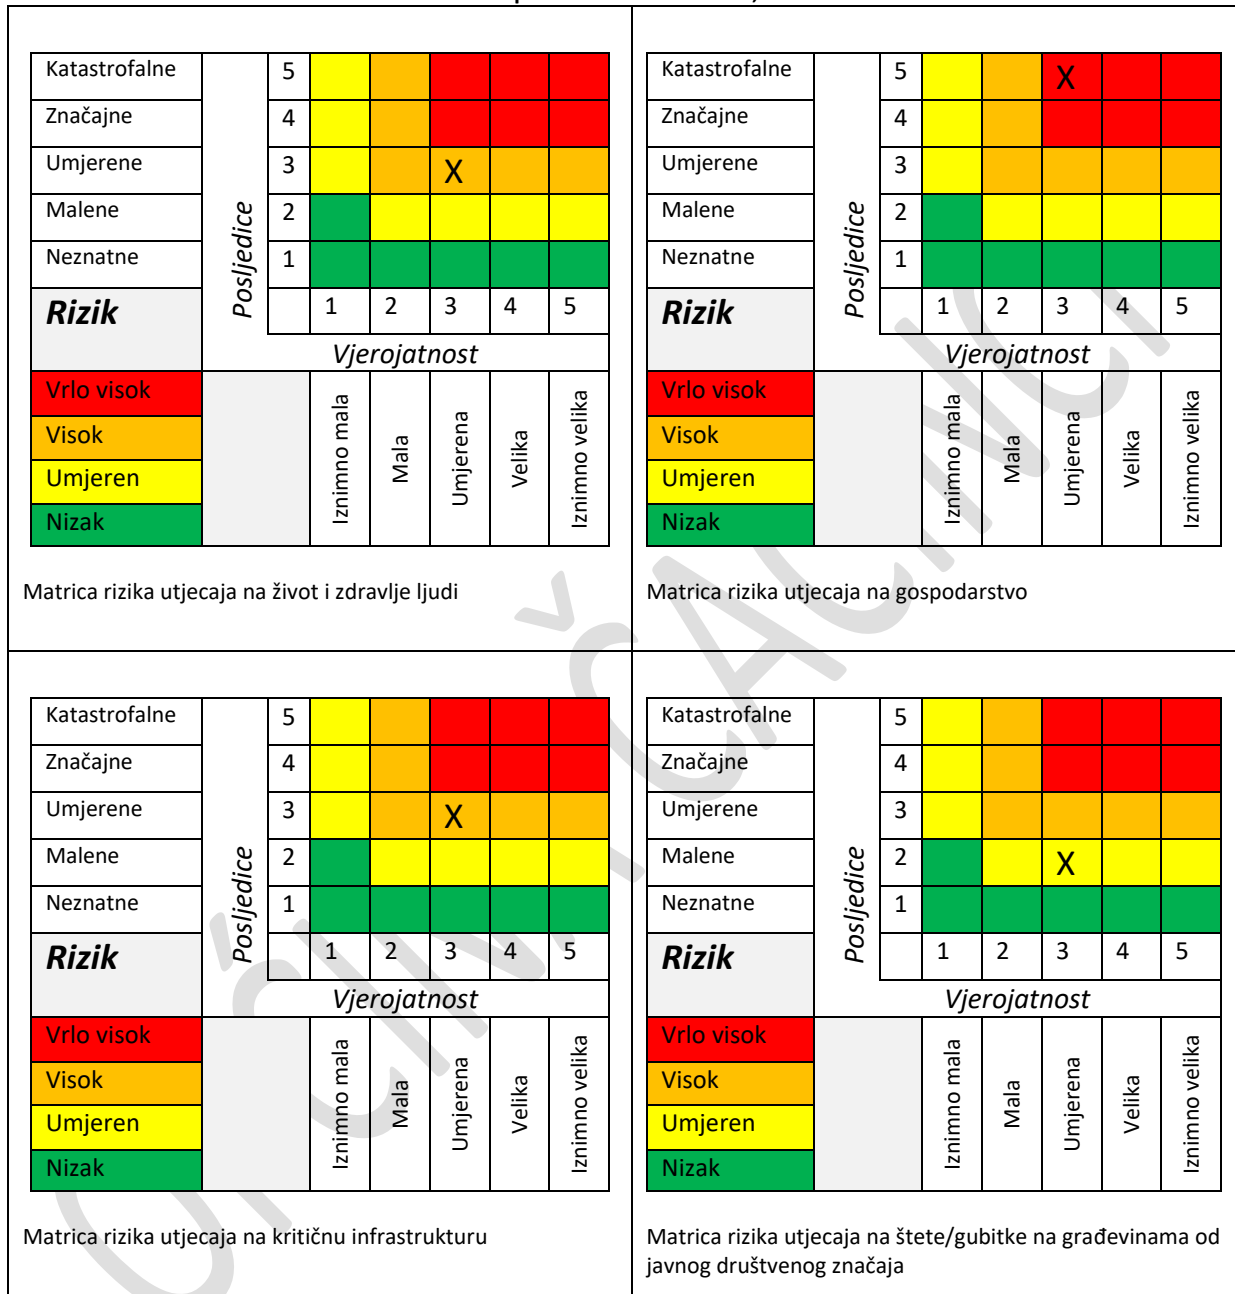 Katastrofalne 5
Značajne 4
Umjerene 3 X
Malene 2
Neznatne 1
Posljedice
Rizik 1 2 3 4 5
Vjerojatnost
Vrlo visok
Visok
Umjeren
Nizak
Iznimno mala
Mala
Umjerena
Velika
Iznimno velika
Matrica rizika utjecaja na život i zdravlje ljudi
Katastrofalne 5 X
Značajne 4
Umjerene 3
Malene 2
Neznatne 1
Posljedice
Rizik 1 2 3 4 5
Vjerojatnost
Vrlo visok
Visok
Umjeren
Nizak
Iznimno mala
Mala
Umjerena
Velika
Iznimno velika
Matrica rizika utjecaja na gospodarstvo
Katastrofalne 5
Značajne 4
Umjerene 3 X
Malene 2
Neznatne 1
Posljedice
Rizik 1 2 3 4 5
Vjerojatnost
Vrlo visok
Visok
Umjeren
Nizak
Iznimno mala
Mala
Umjerena
Velika
Iznimno velika
Matrica rizika utjecaja na kritičnu infrastrukturu
Katastrofalne 5
Značajne 4
Umjerene 3
Malene 2 X
Neznatne 1
Posljedice
Rizik 1 2 3 4 5
Vjerojatnost
Vrlo visok
Visok
Umjeren
Nizak
Iznimno mala
Mala
Umjerena
Velika
Iznimno velika
Matrica rizika utjecaja na štete/gubitke na građevinama od
javnog društvenog značaja